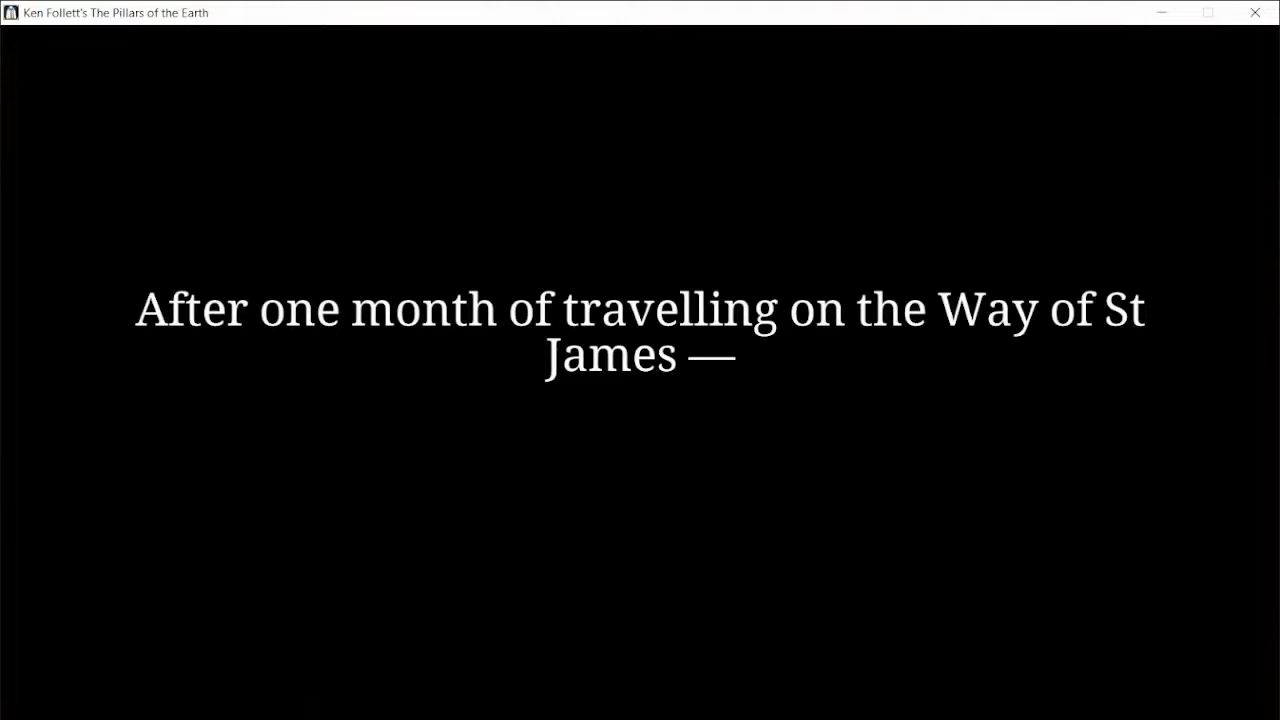 Ken Follett's The Pillars of the Earth
After one month of travelling on the Way of St
James —